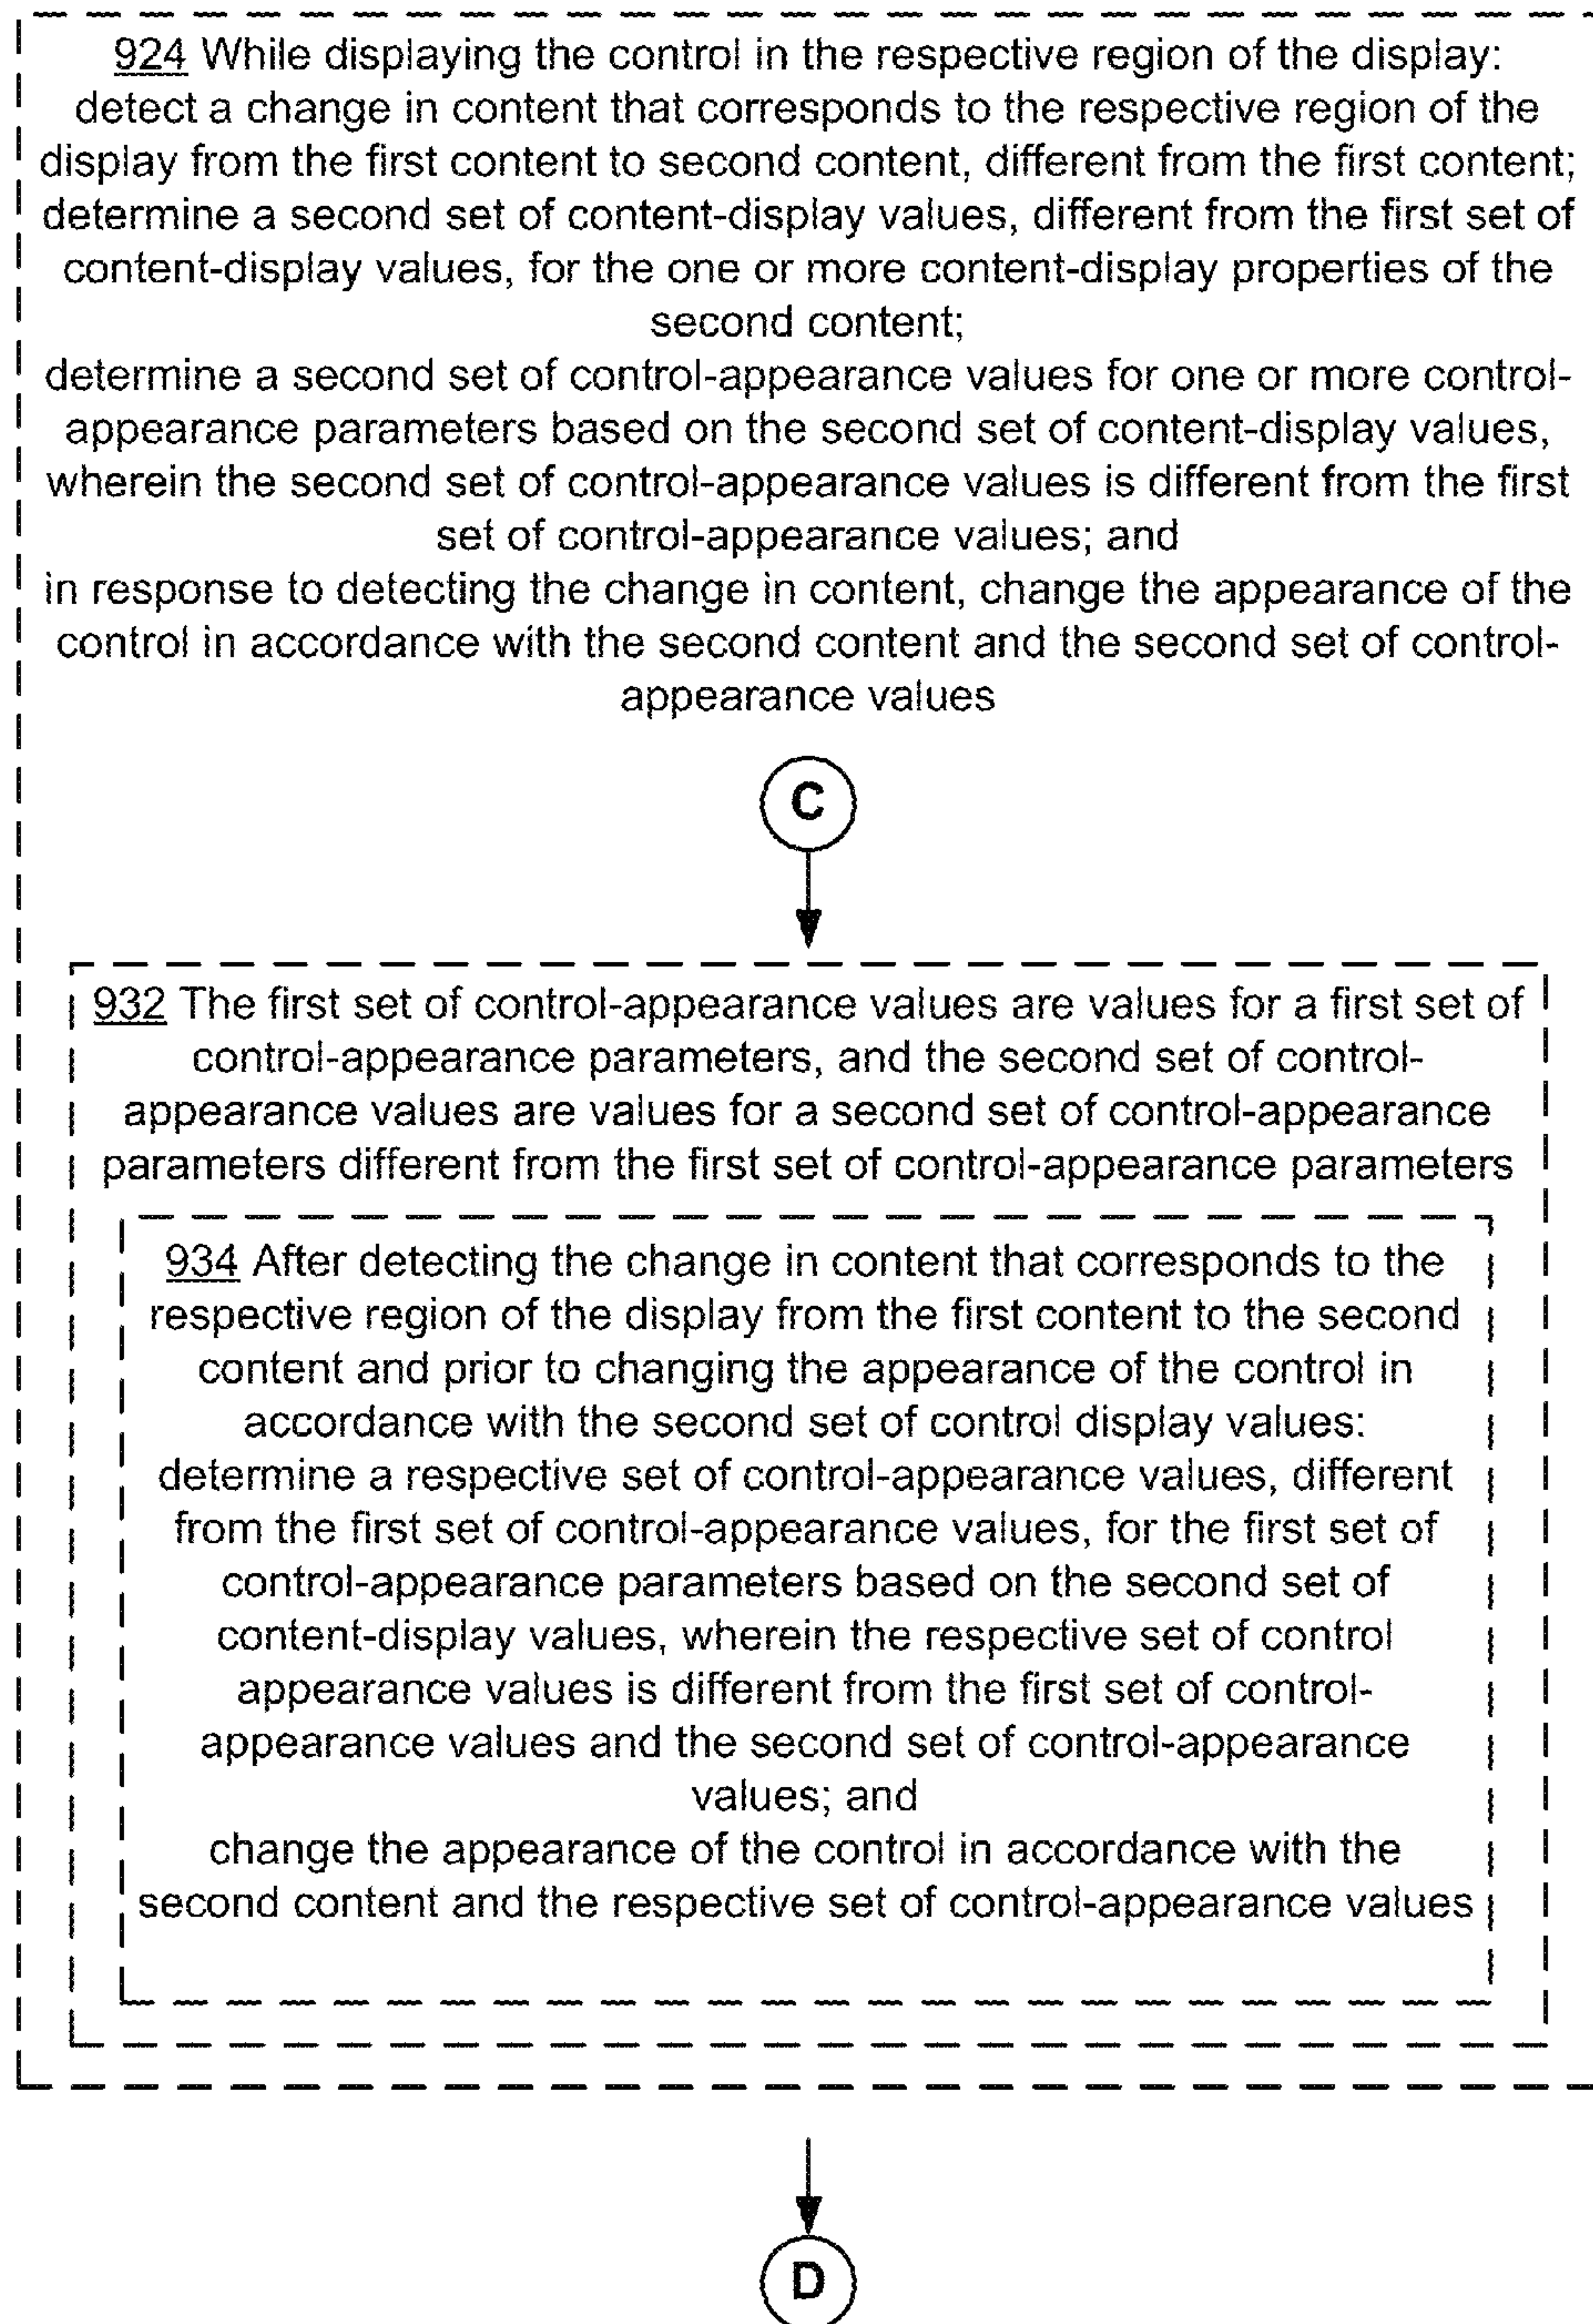 924 While displaying the control in the respective region of the display:
detect a change in content that corresponds to the respective region of the
display from the first content to second content, different from the first content;
determine a second set of content-display values, different from the first set of
content-display values, for the one or more content-display properties of the
second content;
determine a second set of control-appearance values for one or more control-
appearance parameters based on the second set of content-display values,
wherein the second set of control-appearance values is different from the first
set of control-appearance values; and
in response to detecting the change in content, change the appearance of the
control in accordance with the second content and the second set of control-
appearance values
C
932 The first set of control-appearance values are values for a first set of
control-appearance parameters, and the second set of control-
appearance values are values for a second set of control-appearance
parameters different from the first set of control-appearance parameters
934 After detecting the change in content that corresponds to the
respective region of the display from the first content to the second
content and prior to changing the appearance of the control in
accordance with the second set of control display values:
determine a respective set of control-appearance values, different
from the first set of control-appearance values, for the first set of
control-appearance parameters based on the second set of
content-display values, wherein the respective set of control
appearance values is different from the first set of control-
appearance values and the second set of control-appearance
values; and
change the appearance of the control in accordance with the
second content and the respective set of control-appearance values
D